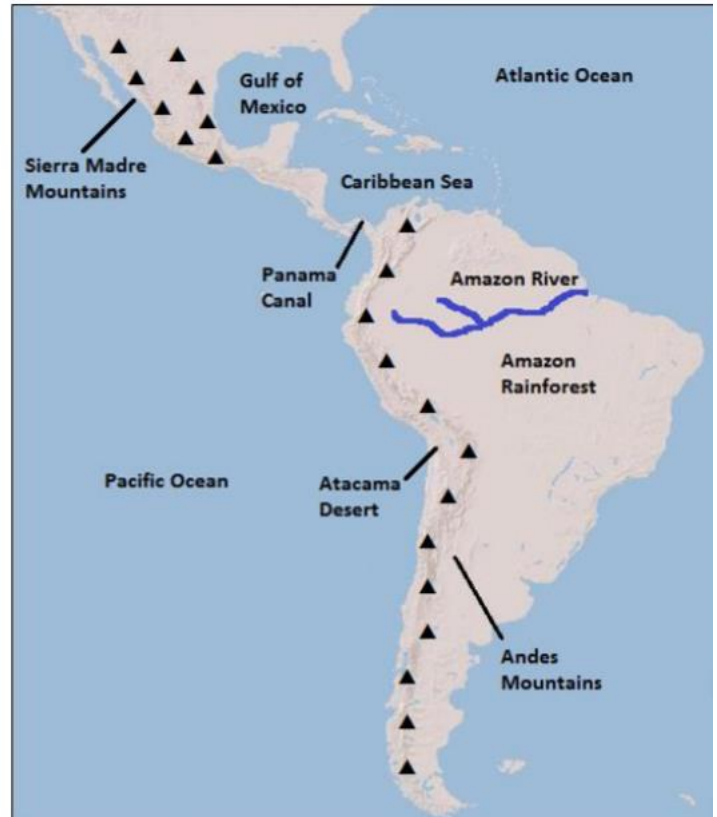 Atlantic Ocean
Gulf of
Mexico
Sierra Madre
Mountains
Caribbean Sea
Panama
Canal
Amazon River
Amazon
Rainforest
Pacific Ocean
Atacama
Desert
Andes
Mountains